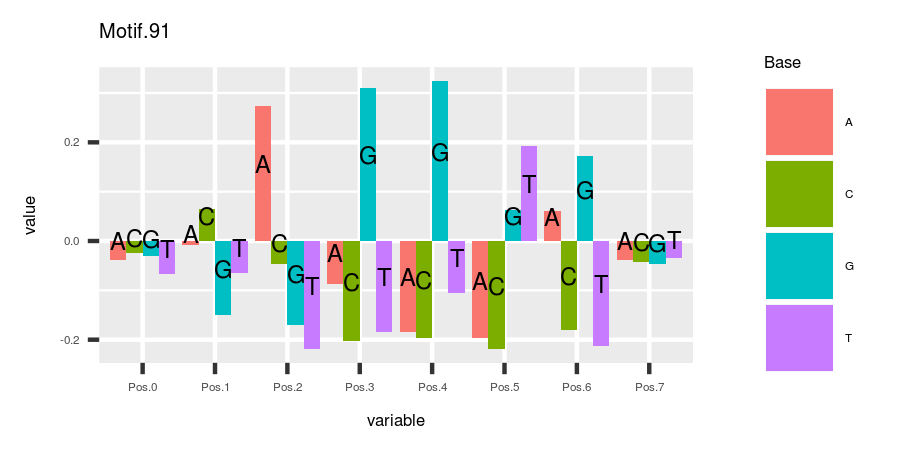 Motif.91
value
0.2
0.0
-0.2
A C G T A C G T A C G T A C G T A C G T A C G T A C G T A C G T
Pos.0 Pos.1 Pos.2 Pos.3 Pos.4 Pos.5 Pos.6 Pos.7
variable
Base
A
C
G
T